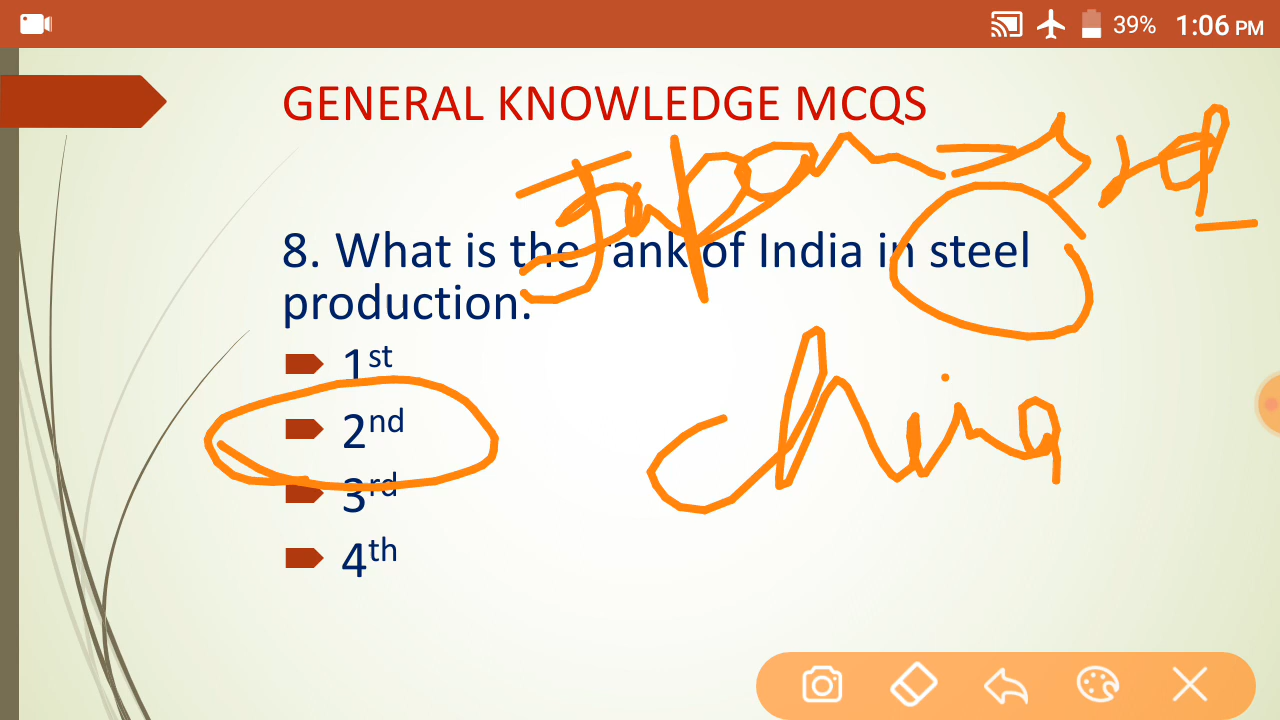 39% 1:06 PM
GENERAL KNOWLEDGE MCQS
Japan → 3rd
8. What is the rank of India in steel
production.
1st
2nd
China
3rd
4th